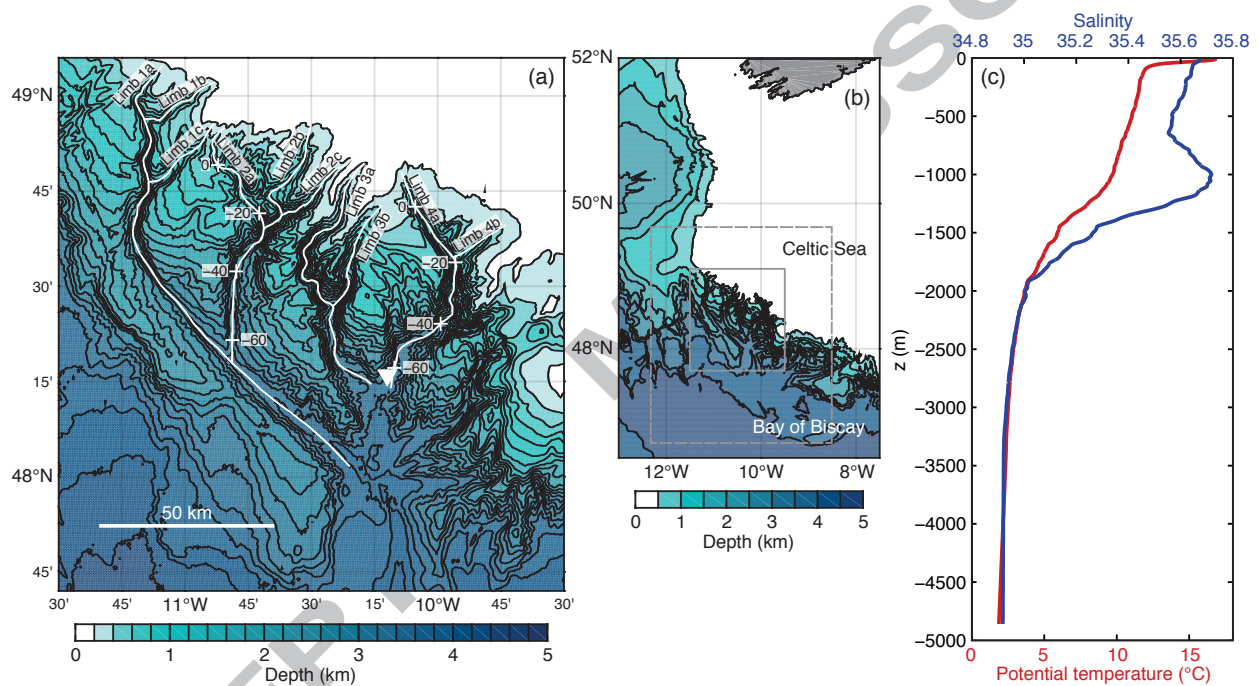 (a)
49°N
45'
30'
15'
48°N
45'
30'
45'
11°W
45'
30'
15'
10°W
45'
30'
Limb 1a
Limb 1b
Limb 1c
Limb 2a
Limb 2b
Limb 2c
Limb 3a
Limb 3b
Limb 4a
Limb 4b
0
−20
−40
−60
0
−20
−40
−60
50 km
0 1 2 3 4 5
Depth (km)
(b)
52°N
50°N
48°N
12°W 10°W 8°W
Celtic Sea
Bay of Biscay
0 1 2 3 4 5
Depth (km)
Salinity
34.8 35 35.2 35.4 35.6 35.8
(c)
z (m)
0
−500
−1000
−1500
−2000
−2500
−3000
−3500
−4000
−4500
−5000
0 5 10 15
Potential temperature (°C)